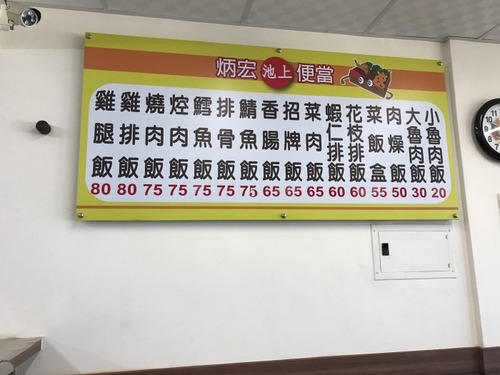 炳宏池上便當
雞腿飯 80
雞排飯 80
燒肉飯 75
焢肉飯 75
鱈魚飯 75
排骨飯 75
鯖魚飯 75
香腸飯 65
招牌飯 65
菜肉飯 65
蝦仁排飯 60
花枝排飯 60
菜飯盒 55
肉燥飯 50
大魯肉飯 30
小魯肉飯 20